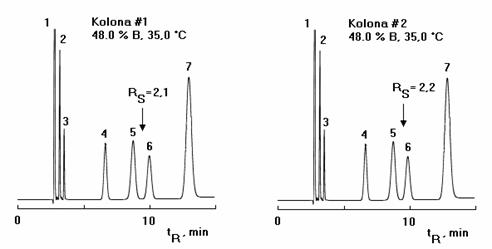 Kolona #1
48.0 % B, 35,0 °C
1
2
3
4
5
6
7
R_S=2,1
0
10
t_R, min
Kolona #2
48.0 % B, 35,0 °C
1
2
3
4
5
6
7
R_S=2,2
0
10
t_R, min